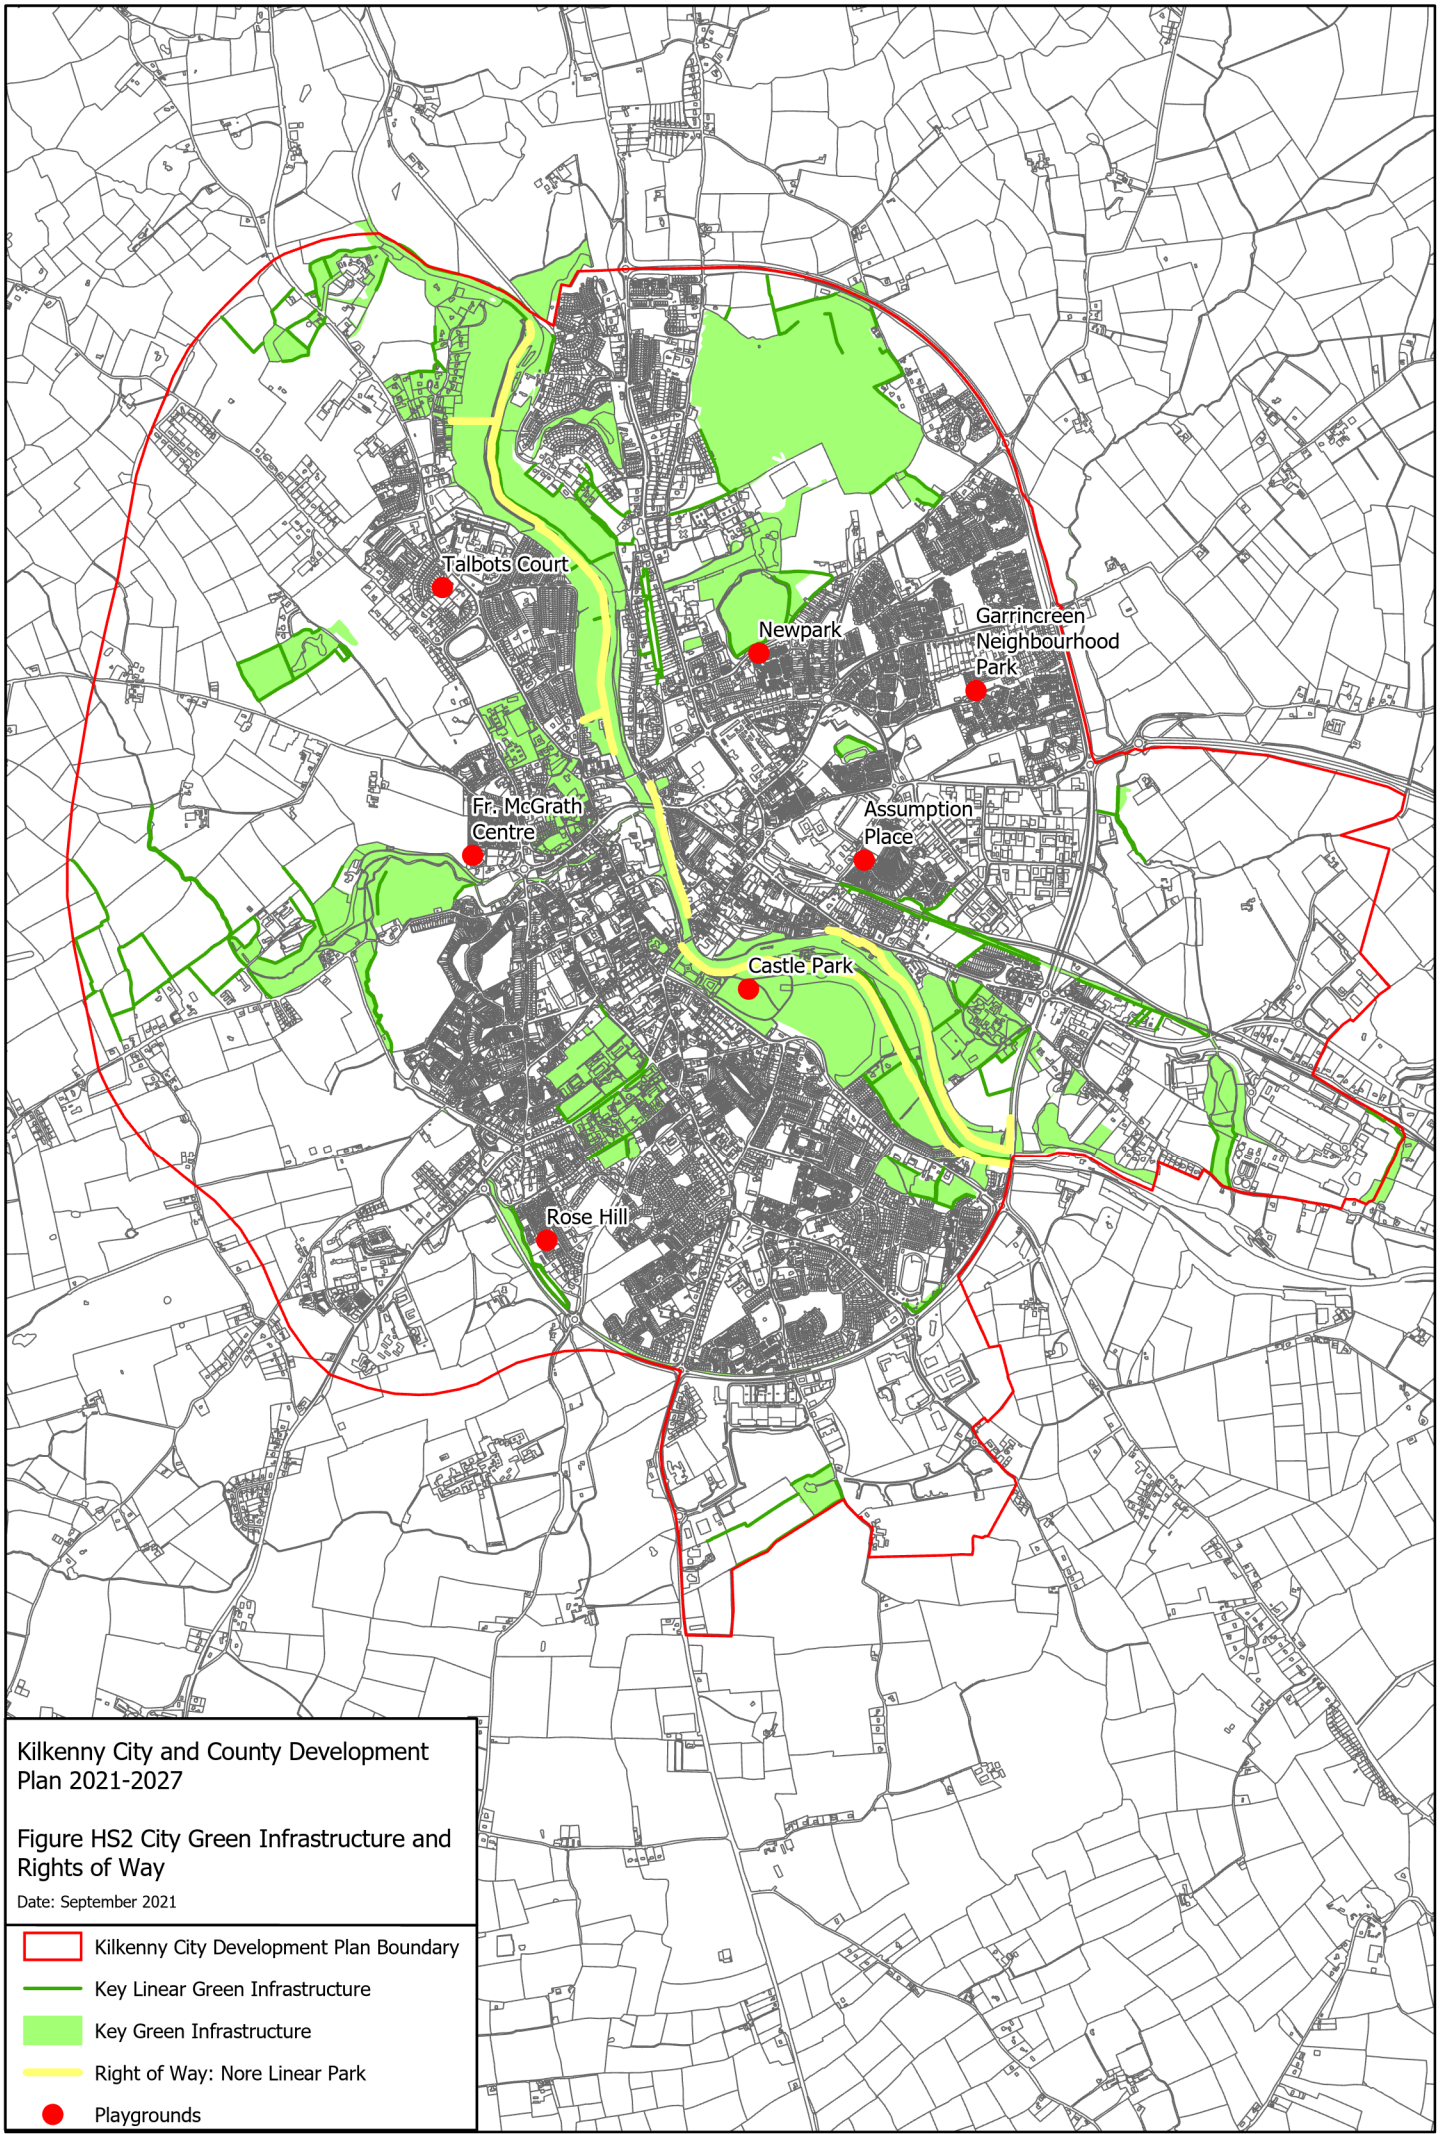 Talbots Court
Newpark
Garrincreen
Neighbourhood
Park
Fr. McGrath
Centre
Assumption
Place
Castle Park
Rose Hill
Kilkenny City and County Development
Plan 2021-2027
Figure HS2 City Green Infrastructure and
Rights of Way
Date: September 2021
Kilkenny City Development Plan Boundary
Key Linear Green Infrastructure
Key Green Infrastructure
Right of Way: Nore Linear Park
Playgrounds